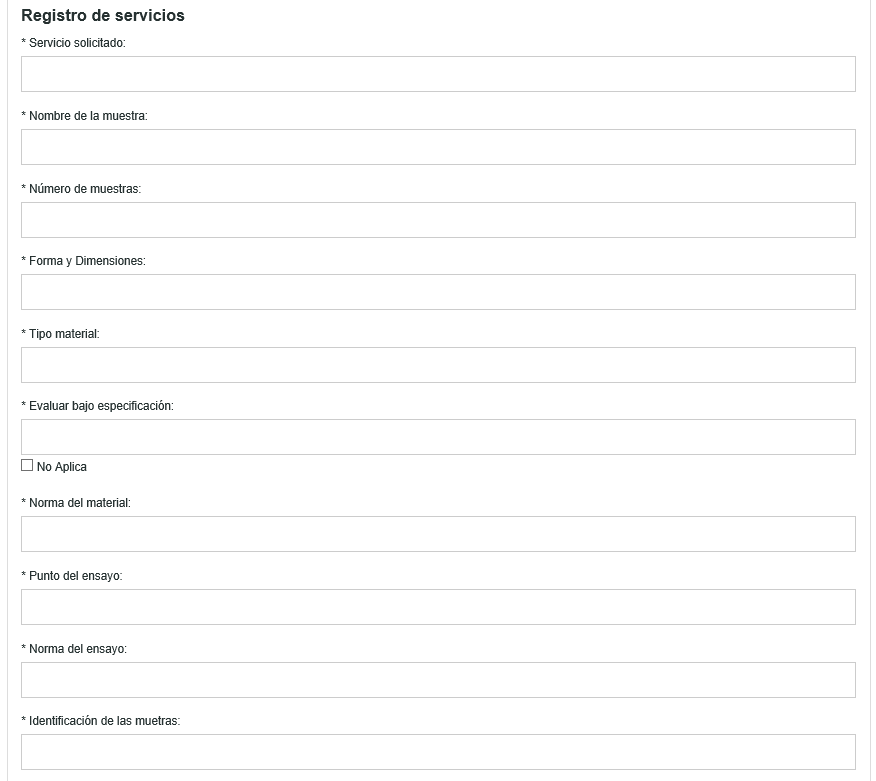 Registro de servicios
* Servicio solicitado:
* Nombre de la muestra:
* Número de muestras:
* Forma y Dimensiones:
* Tipo material:
* Evaluar bajo especificación:
No Aplica
* Norma del material:
* Punto del ensayo:
* Norma del ensayo:
* Identificación de las muetras: